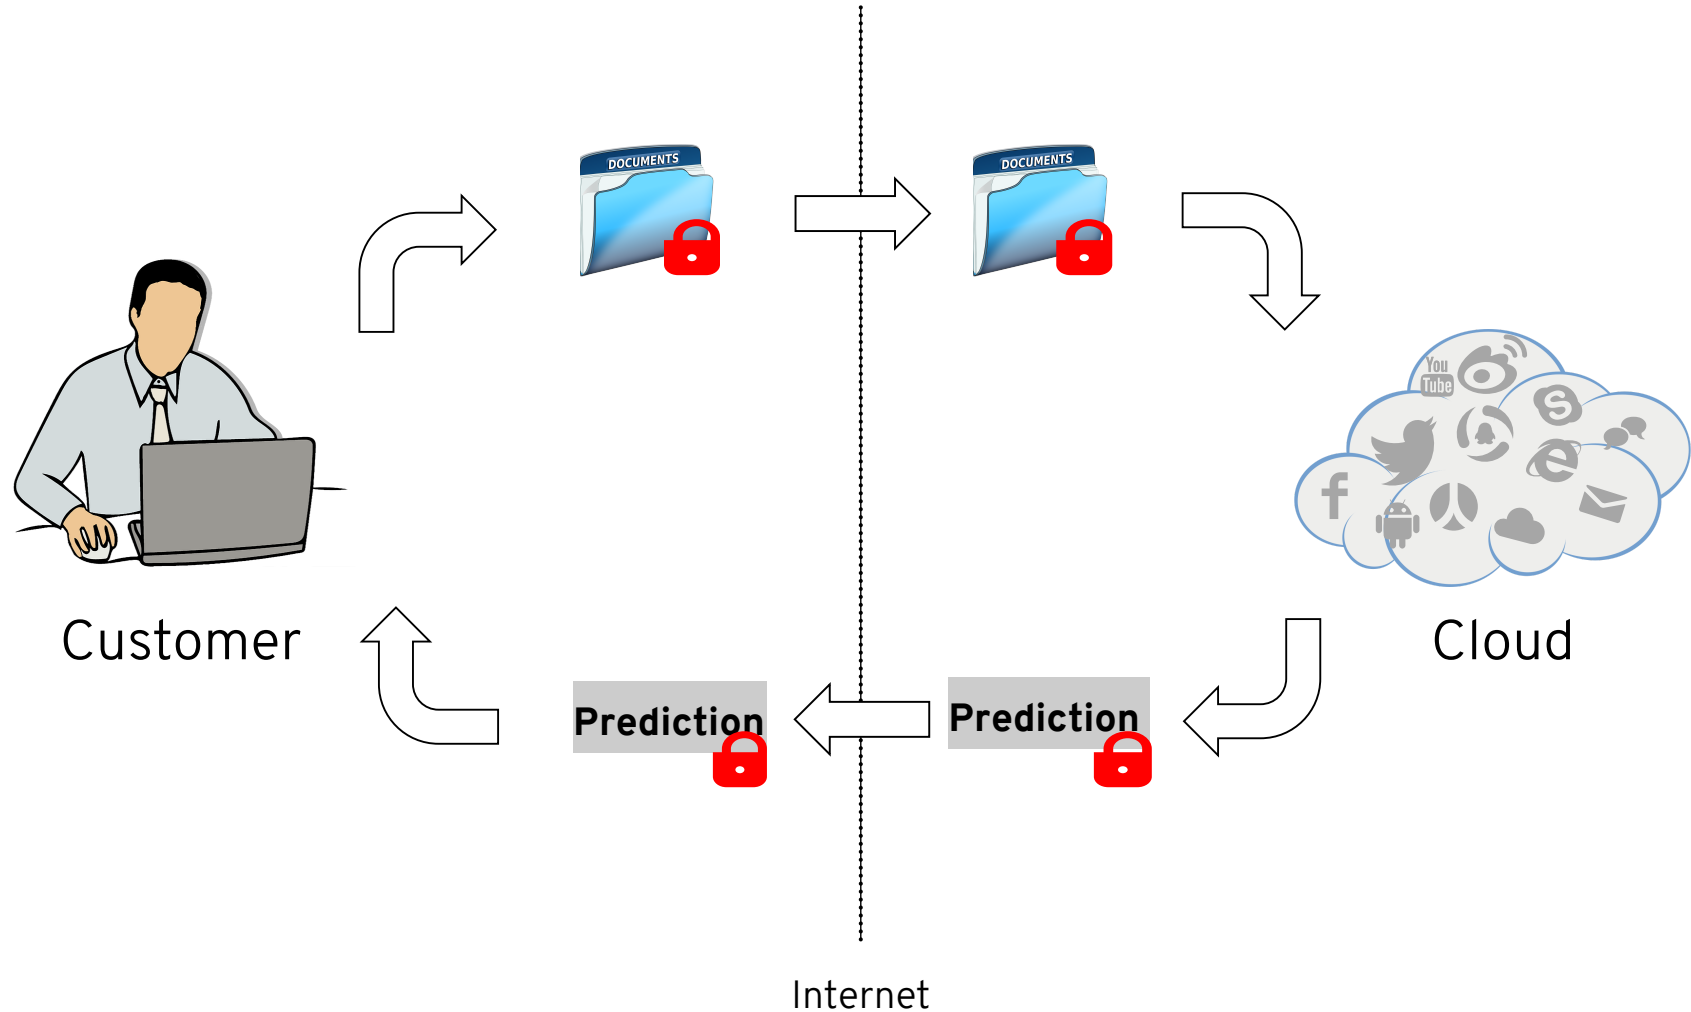 DOCUMENTS
DOCUMENTS
You
Tube
Customer
Cloud
Prediction
Prediction
Internet